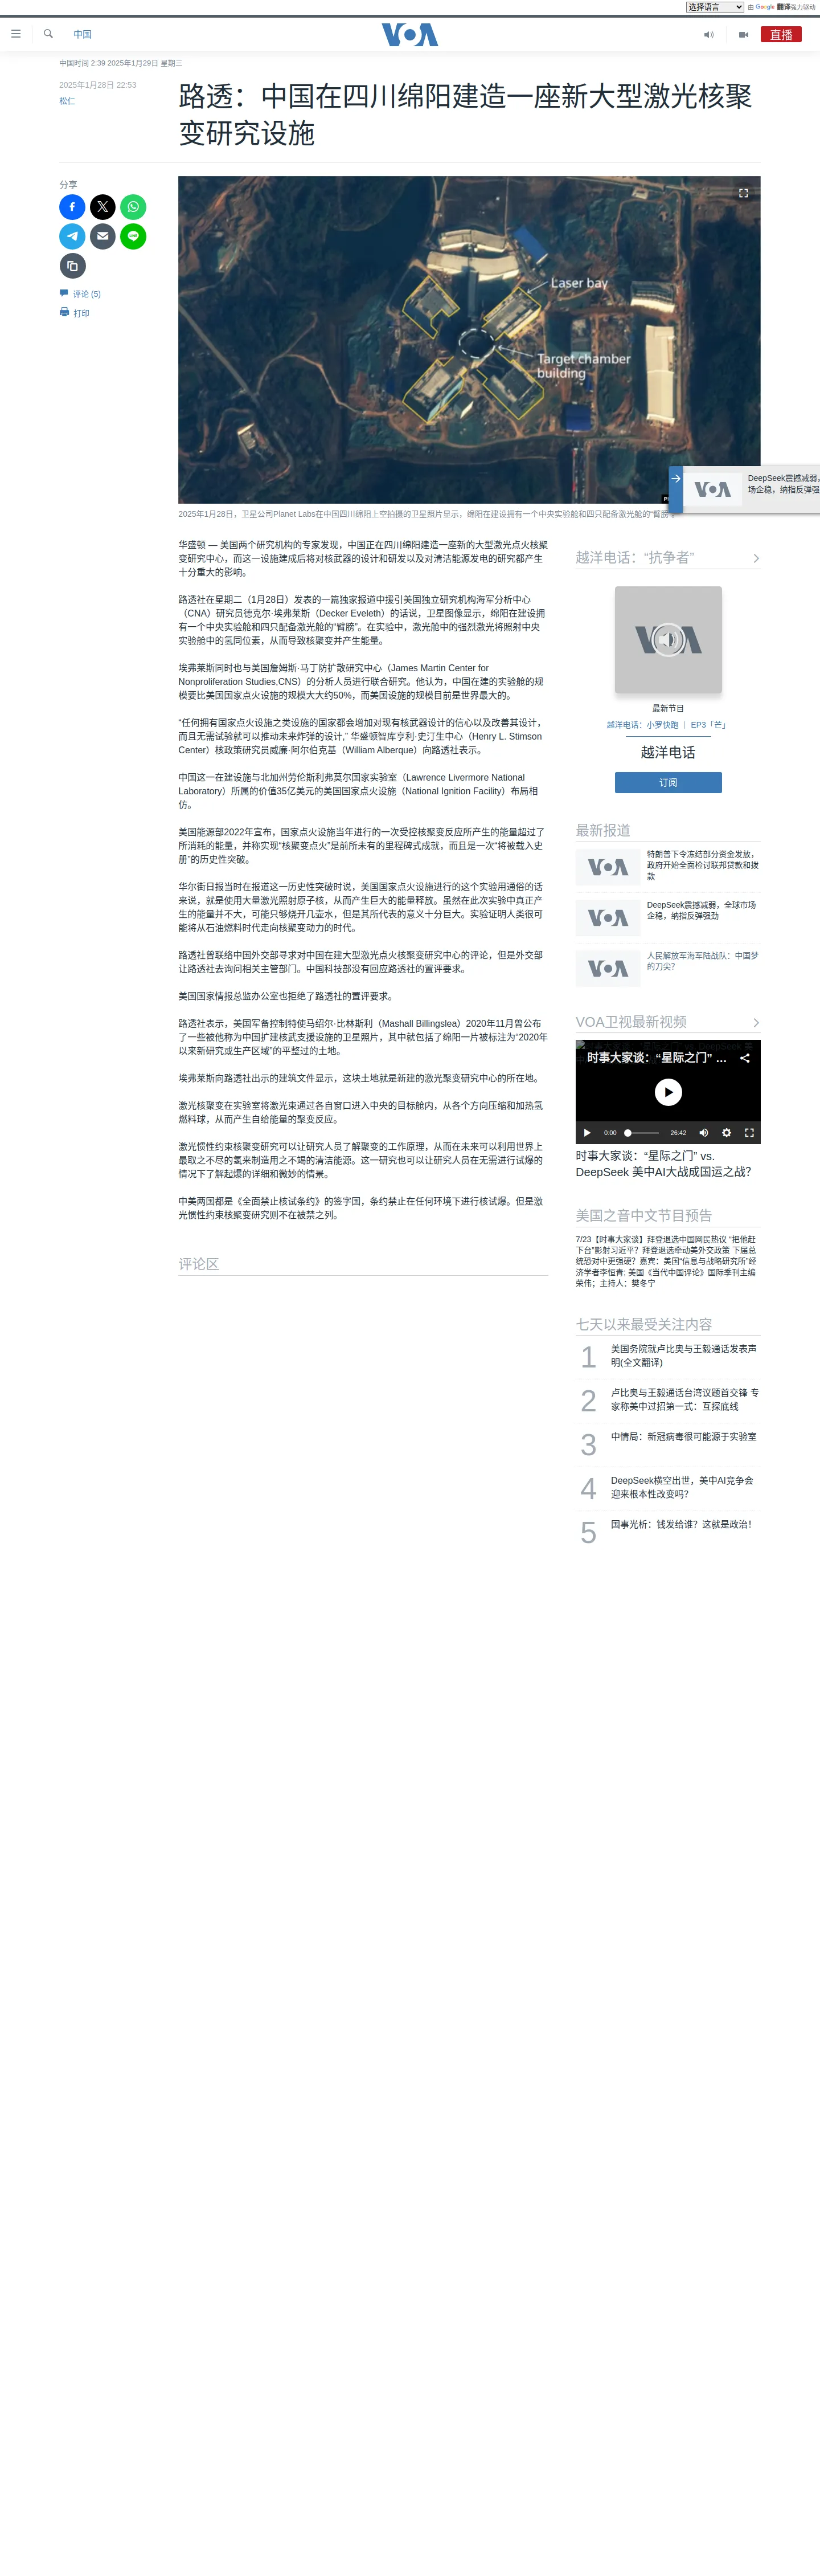 选择语言 由 Google 翻译强力驱动
中国
VOA
直播
中国时间 2:39 2025年1月29日 星期三
2025年1月28日 22:53
松仁
路透：中国在四川绵阳建造一座新大型激光核聚
变研究设施
分享
评论 (5)
打印
Laser bay
Target chamber
building
DeepSeek震撼减弱，
场企稳，纳指反弹强
2025年1月28日，卫星公司Planet Labs在中国四川绵阳上空拍摄的卫星照片显示，绵阳在建设拥有一个中央实验舱和四只配备激光舱的“臂膀”。
华盛顿 — 美国两个研究机构的专家发现，中国正在四川绵阳建造一座新的大型激光点火核聚
变研究中心，而这一设施建成后将对核武器的设计和研发以及对清洁能源发电的研究都产生
十分重大的影响。
路透社在星期二（1月28日）发表的一篇独家报道中援引美国独立研究机构海军分析中心
（CNA）研究员德克尔·埃弗莱斯（Decker Eveleth）的话说，卫星图像显示，绵阳在建设拥
有一个中央实验舱和四只配备激光舱的“臂膀”。在实验中，激光舱中的强烈激光将照射中央
实验舱中的氢同位素，从而导致核聚变并产生能量。
埃弗莱斯同时也与美国詹姆斯·马丁防扩散研究中心（James Martin Center for
Nonproliferation Studies,CNS）的分析人员进行联合研究。他认为，中国在建的实验舱的规
模要比美国国家点火设施的规模大大约50%，而美国设施的规模目前是世界最大的。
“任何拥有国家点火设施之类设施的国家都会增加对现有核武器设计的信心以及改善其设计，
而且无需试验就可以推动未来炸弹的设计,” 华盛顿智库亨利·史汀生中心（Henry L. Stimson
Center）核政策研究员威廉·阿尔伯克基（William Alberque）向路透社表示。
中国这一在建设施与北加州劳伦斯利弗莫尔国家实验室（Lawrence Livermore National
Laboratory）所属的价值35亿美元的美国国家点火设施（National Ignition Facility）布局相
仿。
美国能源部2022年宣布，国家点火设施当年进行的一次受控核聚变反应所产生的能量超过了
所消耗的能量，并称实现“核聚变点火”是前所未有的里程碑式成就，而且是一次“将被载入史
册”的历史性突破。
华尔街日报当时在报道这一历史性突破时说，美国国家点火设施进行的这个实验用通俗的话
来说，就是使用大量激光照射原子核，从而产生巨大的能量释放。虽然在此次实验中真正产
生的能量并不大，可能只够烧开几壶水，但是其所代表的意义十分巨大。实验证明人类很可
能将从石油燃料时代走向核聚变动力的时代。
路透社曾联络中国外交部寻求对中国在建大型激光点火核聚变研究中心的评论，但是外交部
让路透社去询问相关主管部门。中国科技部没有回应路透社的置评要求。
美国国家情报总监办公室也拒绝了路透社的置评要求。
路透社表示，美国军备控制特使马绍尔·比林斯利（Mashall Billingslea）2020年11月曾公布
了一些被他称为中国扩建核武支援设施的卫星照片，其中就包括了绵阳一片被标注为“2020年
以来新研究或生产区域”的平整过的土地。
埃弗莱斯向路透社出示的建筑文件显示，这块土地就是新建的激光聚变研究中心的所在地。
激光核聚变在实验室将激光束通过各自窗口进入中央的目标舱内，从各个方向压缩和加热氢
燃料球，从而产生自给能量的聚变反应。
激光惯性约束核聚变研究可以让研究人员了解聚变的工作原理，从而在未来可以利用世界上
最取之不尽的氢来制造用之不竭的清洁能源。这一研究也可以让研究人员在无需进行试爆的
情况下了解起爆的详细和微妙的情景。
中美两国都是《全面禁止核试条约》的签字国，条约禁止在任何环境下进行核试爆。但是激
光惯性约束核聚变研究则不在被禁之列。
评论区
越洋电话：“抗争者”
VOA
最新节目
越洋电话：小罗快跑 ｜ EP3「芒」
越洋电话
订阅
最新报道
VOA
特朗普下令冻结部分资金发放，
政府开始全面检讨联邦贷款和拨
款
VOA
DeepSeek震撼减弱，全球市场
企稳，纳指反弹强劲
VOA
人民解放军海军陆战队：中国梦
的刀尖？
VOA卫视最新视频
时事大家谈：“星际之门” ...
0:00
26:42
时事大家谈：“星际之门” vs.
DeepSeek 美中AI大战成国运之战？
美国之音中文节目预告
7/23【时事大家谈】拜登退选中国网民热议 “把他赶
下台”影射习近平？拜登退选牵动美外交政策 下届总
统恐对中更强硬？嘉宾：美国“信息与战略研究所”经
济学者李恒青; 美国《当代中国评论》国际季刊主编
荣伟；主持人：樊冬宁
七天以来最受关注内容
1 美国务院就卢比奥与王毅通话发表声
明(全文翻译)
2 卢比奥与王毅通话台湾议题首交锋 专
家称美中过招第一式：互探底线
3 中情局：新冠病毒很可能源于实验室
4 DeepSeek横空出世，美中AI竞争会
迎来根本性改变吗？
5 国事光析：钱发给谁？这就是政治！